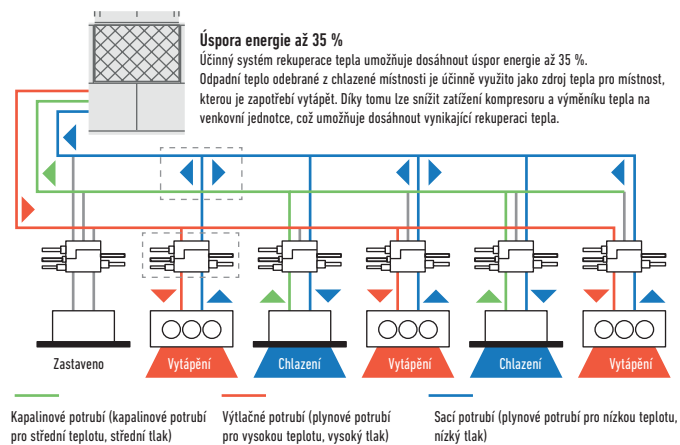 Úspora energie až 35 %
Účinný systém rekuperace tepla umožňuje dosáhnout úspor energie až 35 %.
Odpadní teplo odebrané z chlazené místnosti je účinně využito jako zdroj tepla pro místnost,
kterou je zapotřebí vytápět. Díky tomu lze snížit zatížení kompresoru a výměníku tepla na
venkovní jednotce, což umožňuje dosáhnout vynikající rekuperaci tepla.
Zastaveno
Vytápění
Chlazení
Vytápění
Chlazení
Vytápění
Kapalinové potrubí (kapalinové potrubí
pro střední teplotu, střední tlak)
Výtlačné potrubí (plynové potrubí
pro vysokou teplotu, vysoký tlak)
Sací potrubí (plynové potrubí pro nízkou teplotu,
nízký tlak)